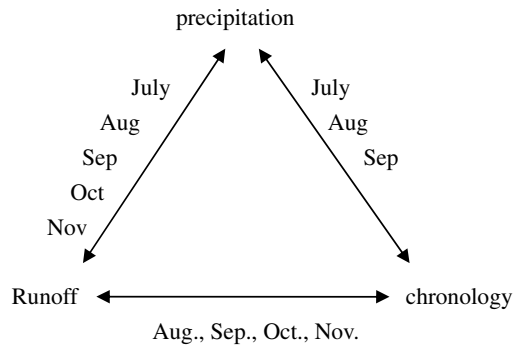 precipitation
July July
Aug Aug
Sep Sep
Oct
Nov
Runoff chronology
Aug., Sep., Oct., Nov.